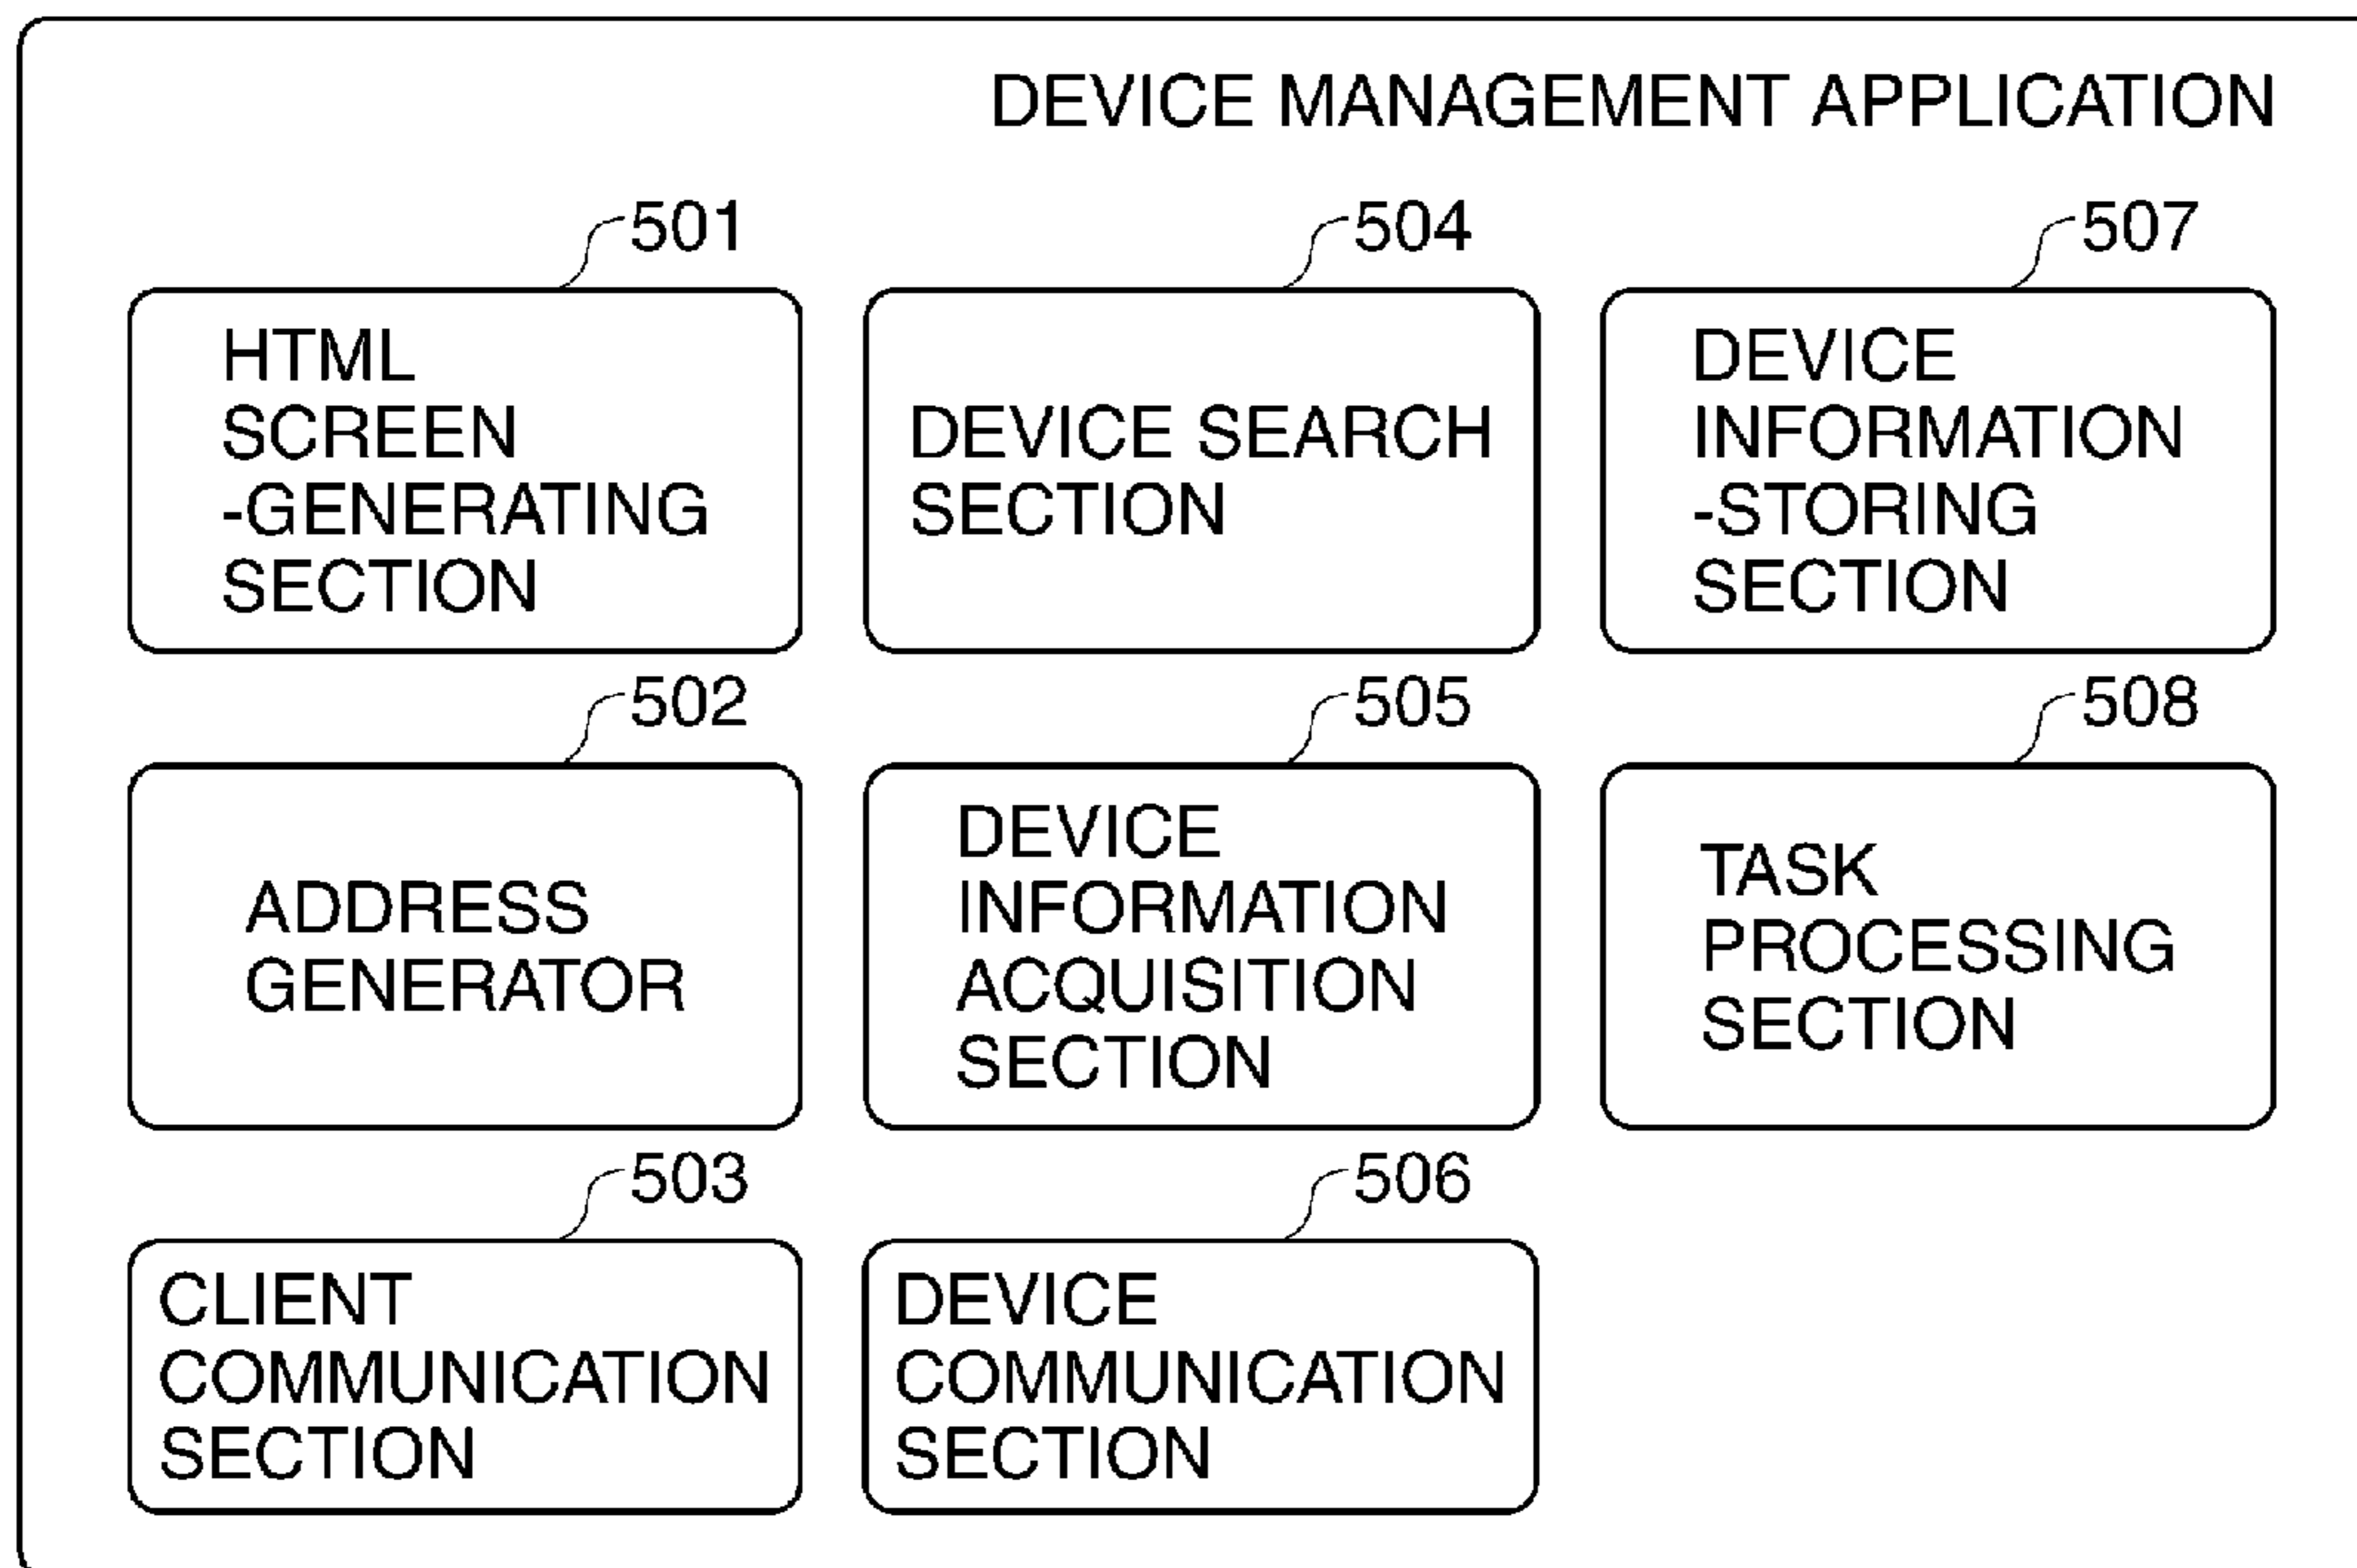 DEVICE MANAGEMENT APPLICATION
501
HTML
SCREEN
-GENERATING
SECTION
504
DEVICE SEARCH
SECTION
507
DEVICE
INFORMATION
-STORING
SECTION
502
ADDRESS
GENERATOR
505
DEVICE
INFORMATION
ACQUISITION
SECTION
508
TASK
PROCESSING
SECTION
503
CLIENT
COMMUNICATION
SECTION
506
DEVICE
COMMUNICATION
SECTION